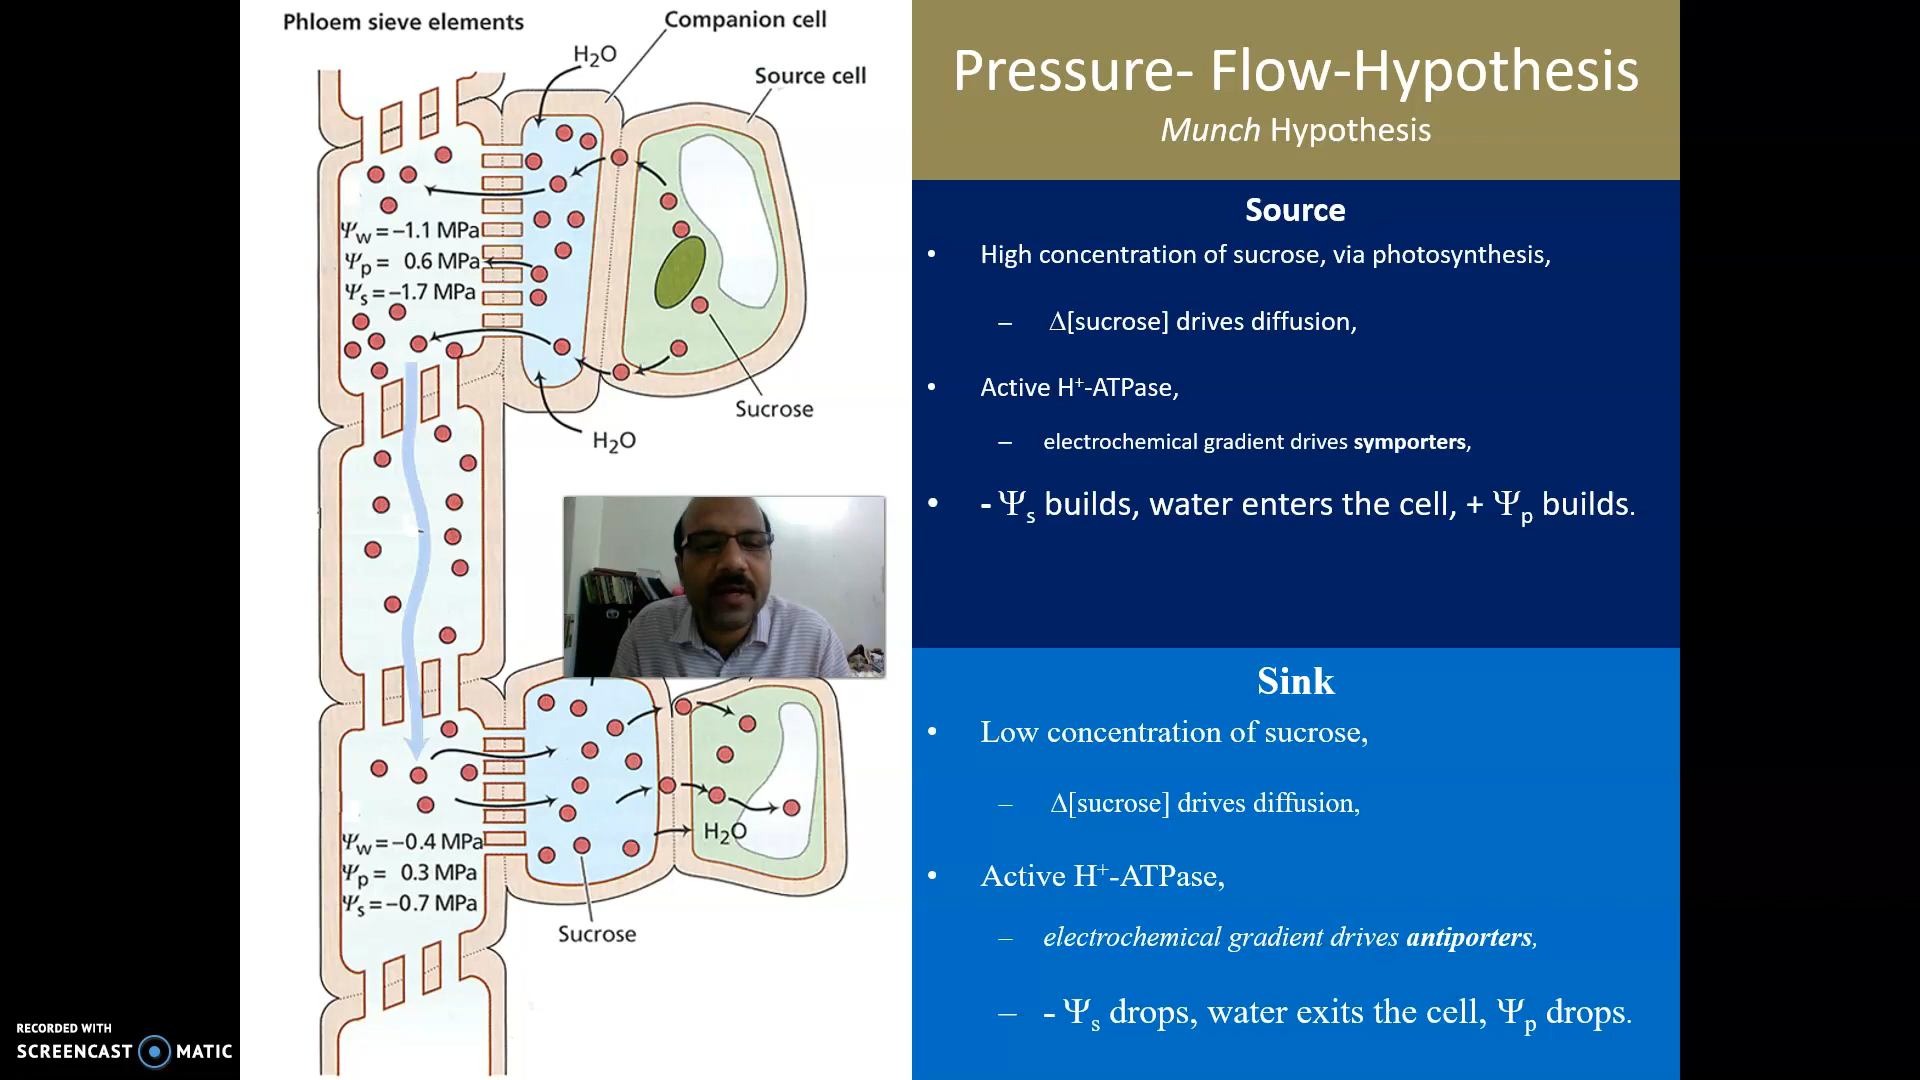 Phloem sieve elements
Companion cell
H₂O
Source cell
Ψw = –1.1 MPa
Ψp = 0.6 MPa
Ψs = –1.7 MPa
Sucrose
H₂O
H₂O
Ψw = –0.4 MPa
Ψp = 0.3 MPa
Ψs = –0.7 MPa
Sucrose
RECORDED WITH
SCREENCAST MATIC
Pressure- Flow-Hypothesis
Munch Hypothesis
Source
• High concentration of sucrose, via photosynthesis,
– Δ[sucrose] drives diffusion,
• Active H⁺-ATPase,
– electrochemical gradient drives symporters,
• - Ψs builds, water enters the cell, + Ψp builds.
Sink
• Low concentration of sucrose,
– Δ[sucrose] drives diffusion,
• Active H⁺-ATPase,
– electrochemical gradient drives antiporters,
– - Ψs drops, water exits the cell, Ψp drops.